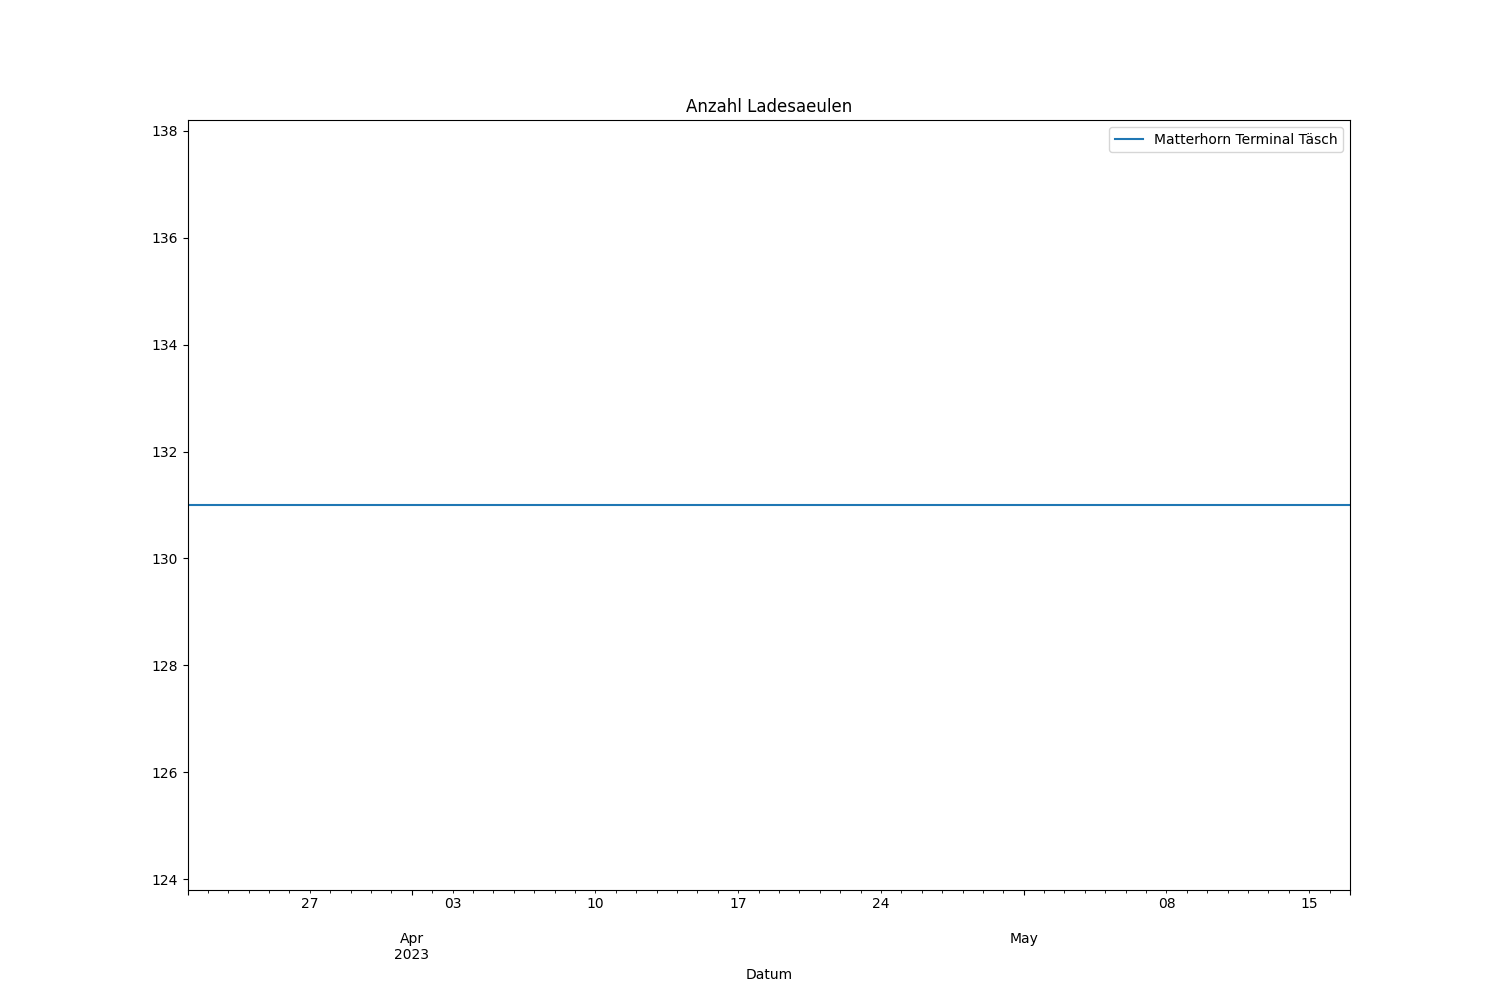 Anzahl Ladesaeulen
Matterhorn Terminal Täsch
138
136
134
132
130
128
126
124
27 03 10 17 24 08 15
Apr May
2023
Datum